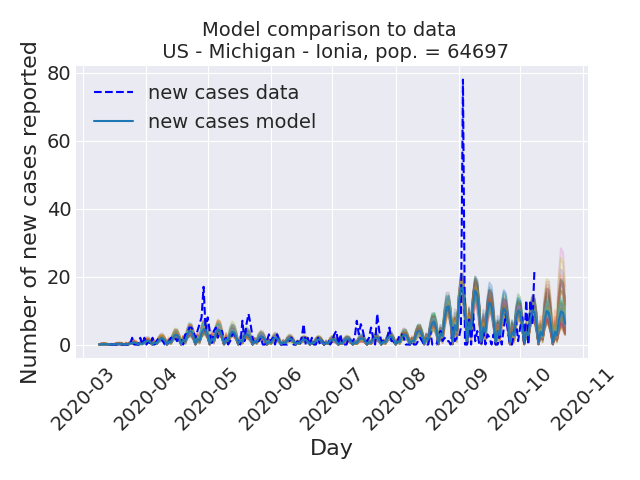 Model comparison to data
US - Michigan - Ionia, pop. = 64697
new cases data
new cases model
Number of new cases reported
80
60
40
20
0
2020-03
2020-04
2020-05
2020-06
2020-07
2020-08
2020-09
2020-10
2020-11
Day